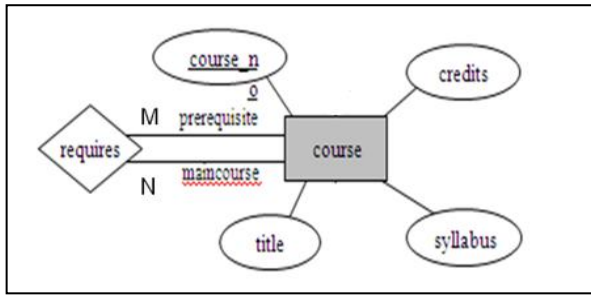 course_n
o
credits
M
prerequisite
requires
course
maincourse
N
title
syllabus